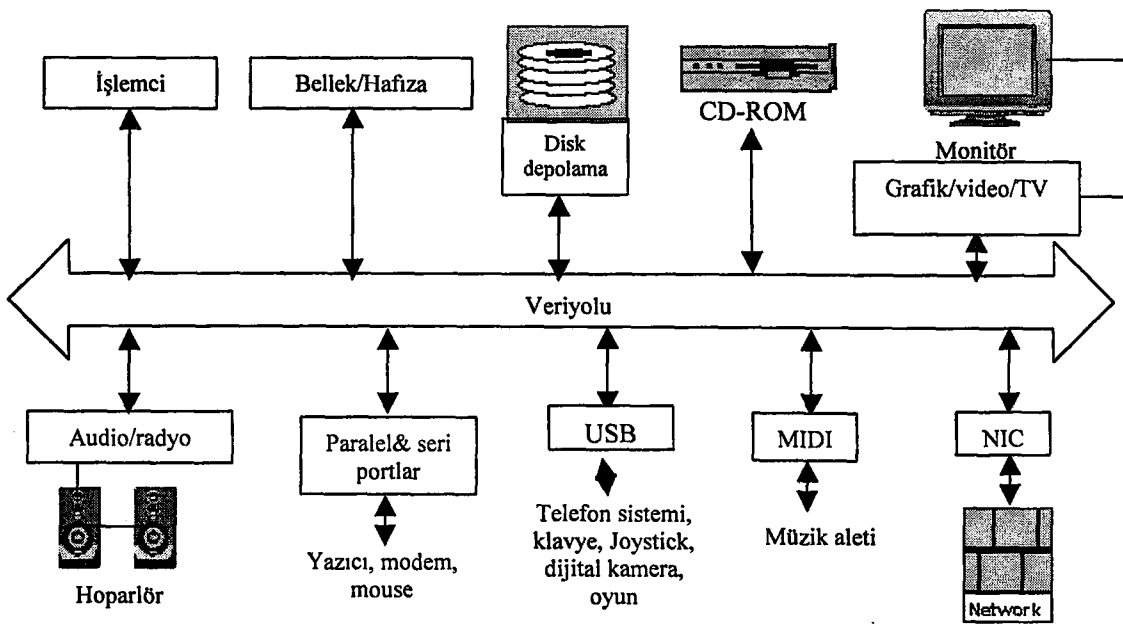 İşlemci
Bellek/Hafıza
Disk
depolama
CD-ROM
Monitör
Grafik/video/TV
Veriyolu
Audio/radyo
Hoparlör
Paralel& seri
portlar
Yazıcı, modem,
mouse
USB
Telefon sistemi,
klavye, Joystick,
dijital kamera,
oyun
MIDI
Müzik aleti
NIC
Network